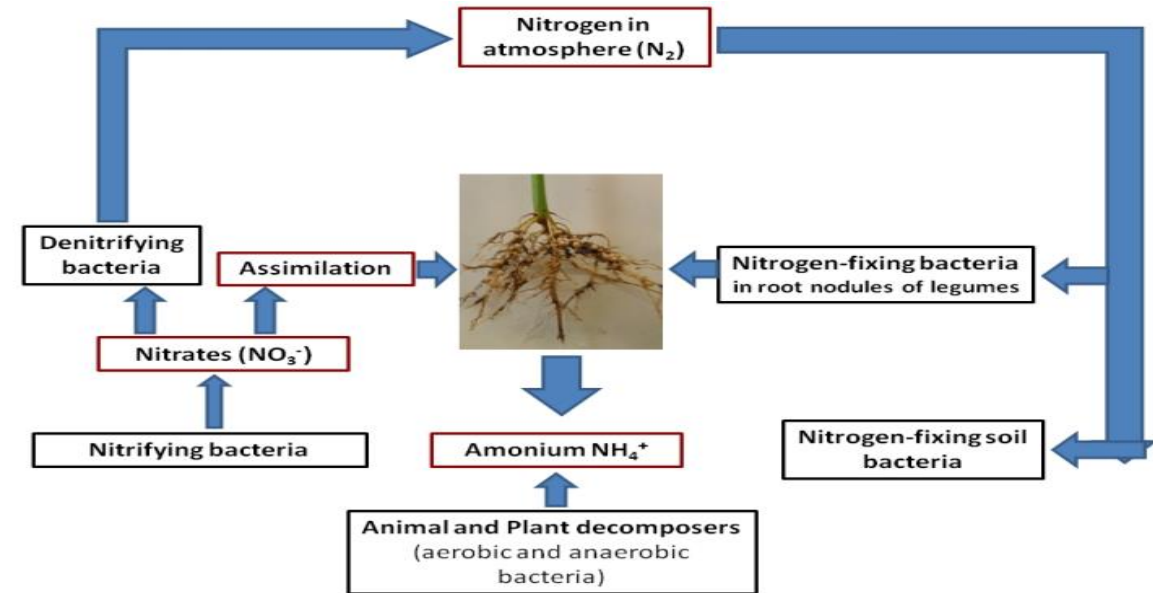 Nitrogen in
atmosphere (N₂)
Denitrifying
bacteria
Assimilation
Nitrogen-fixing bacteria
in root nodules of legumes
Nitrates (NO₃⁻)
Nitrifying bacteria
Amonium NH₄⁺
Nitrogen-fixing soil
bacteria
Animal and Plant decomposers
(aerobic and anaerobic
bacteria)